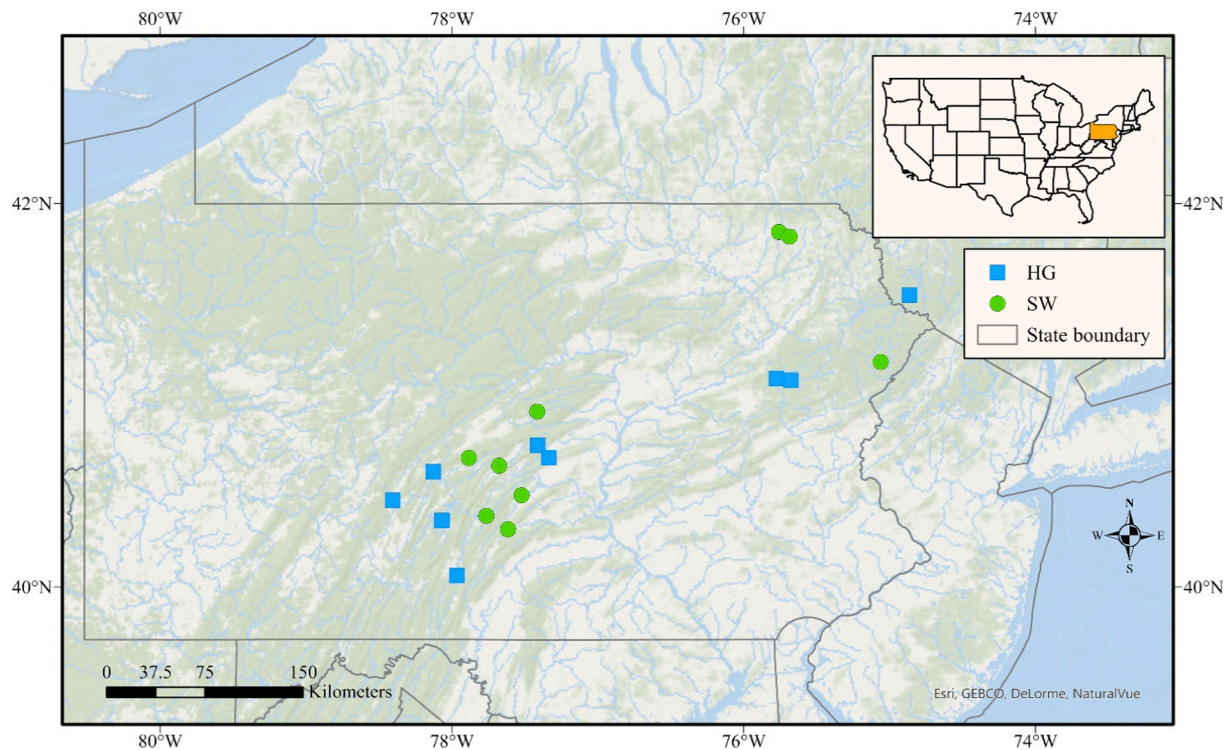 80°W 78°W 76°W 74°W
42°N 42°N
HG
SW
State boundary
N
W E
S
40°N 40°N
0 37.5 75 150
Kilometers
Esri, GEBCO, DeLorme, NaturalVue
80°W 78°W 76°W 74°W